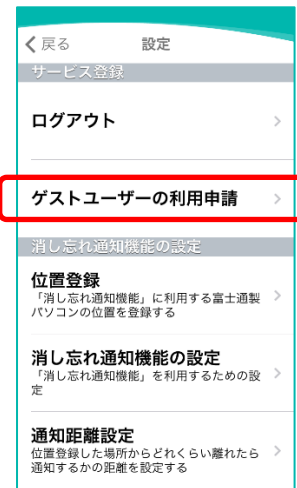 戻る 設定
サービス登録
ログアウト
ゲストユーザーの利用申請
消し忘れ通知機能の設定
位置登録
「消し忘れ通知機能」に利用する富士通製
パソコンの位置を登録する
消し忘れ通知機能の設定
「消し忘れ通知機能」を利用するための設
定
通知距離設定
位置登録した場所からどれくらい離れたら
通知するかの距離を設定する